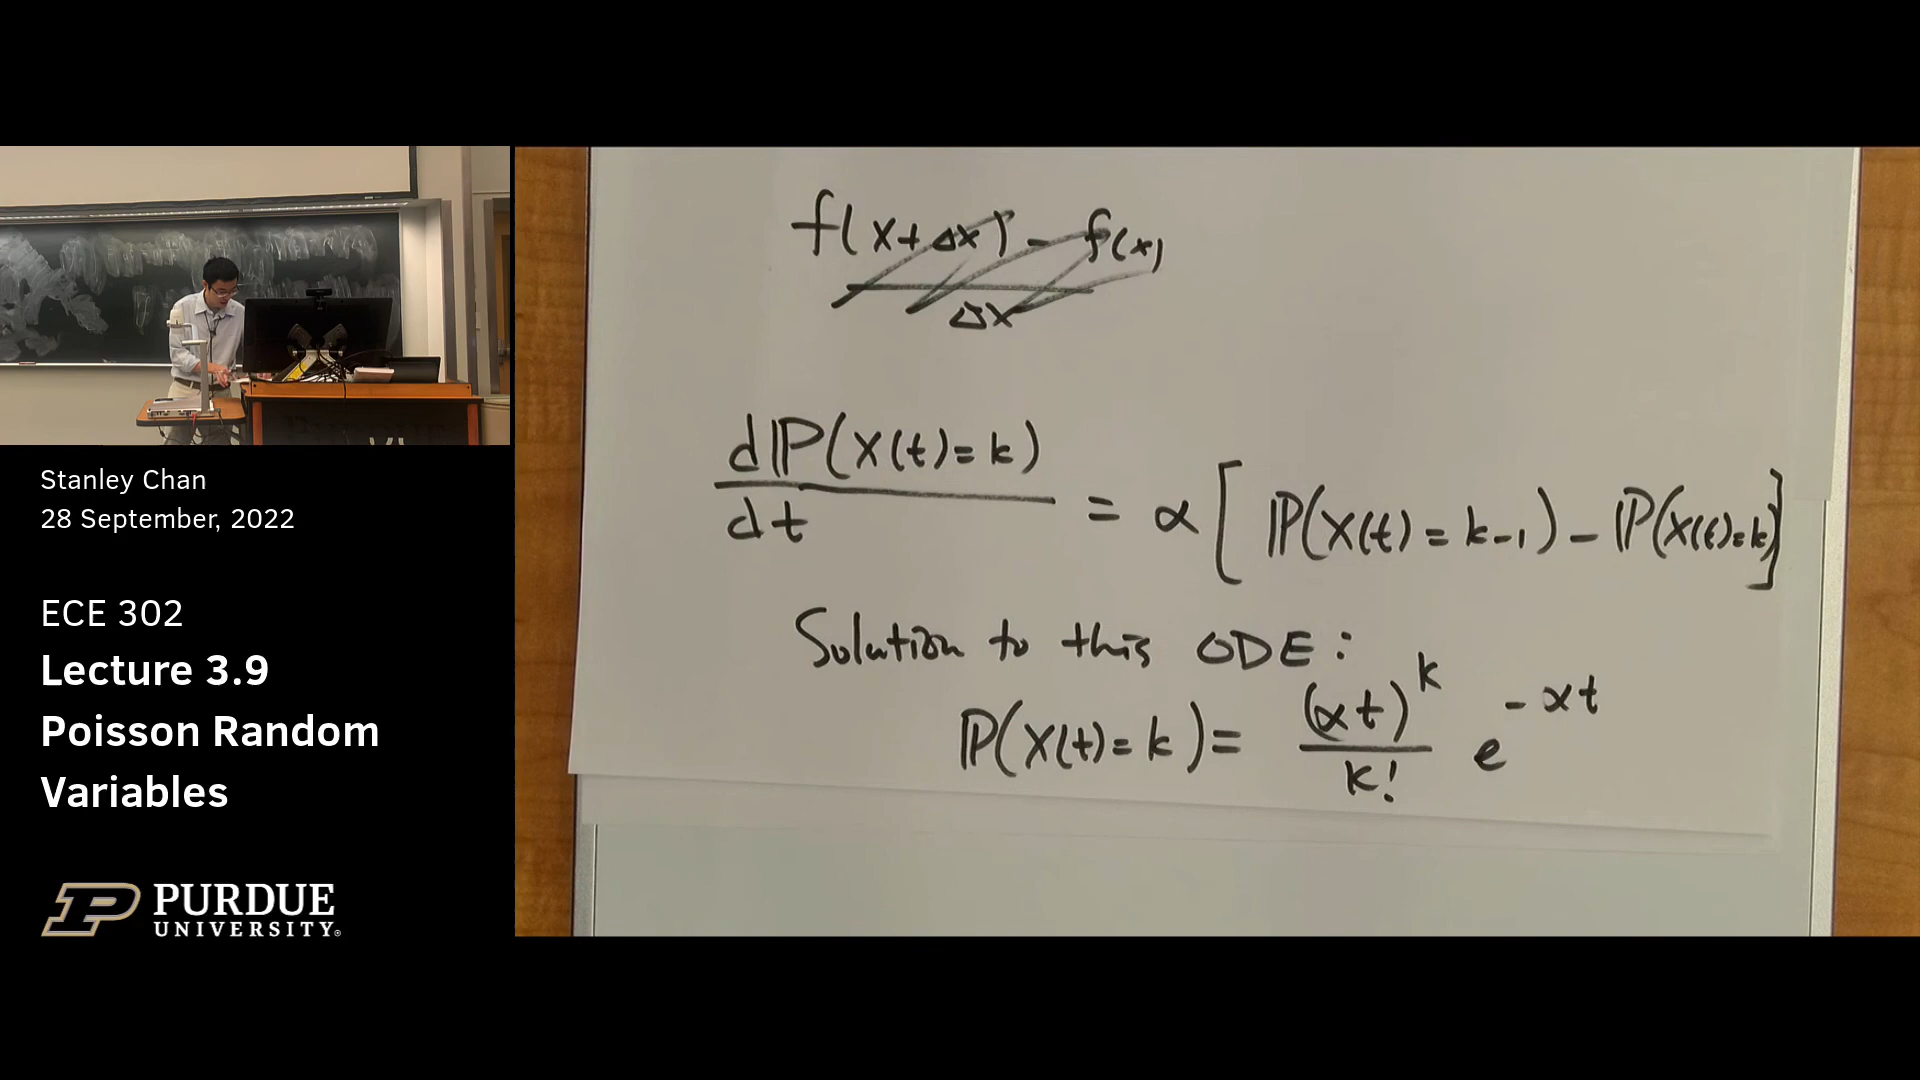 Stanley Chan
28 September, 2022
ECE 302
Lecture 3.9
Poisson Random
Variables
PURDUE
UNIVERSITY®
f(x+Δx) - f(x)
Δx
dℙ(X(t)=k)
dt
= α [ ℙ(X(t)=k-1) - ℙ(X(t)=k) ]
Solution to this ODE:
ℙ(X(t)=k) = (αt)^k / k! e^-αt